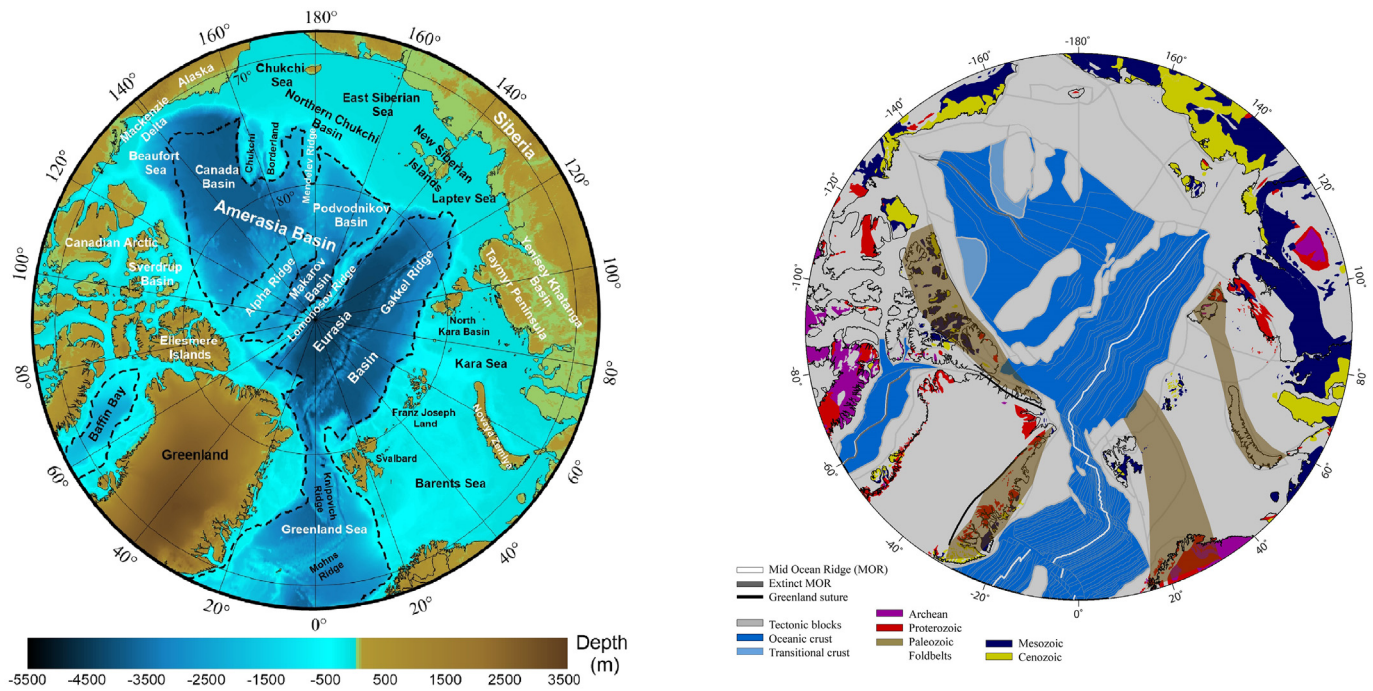 180°
160°
160°
140°
140°
120°
120°
100°
100°
80°
80°
60°
60°
40°
40°
20°
20°
0°
70°
80°
Alaska
Chukchi
Sea
Northern Chukchi
Basin
East Siberian
Sea
Siberia
New Siberian
Islands
Laptev Sea
Mackenzie
Delta
Beaufort
Sea
Canada
Basin
Chukchi
Borderland
Mendeleev Ridge
Podvodnikov
Basin
Amerasia Basin
Canadian Arctic
Sverdrup
Basin
Alpha Ridge
Makarov
Basin
Lomonosov Ridge
Gakkel Ridge
Eurasia
Basin
Yenisey Khatanga
Basin
Taymyr Peninsula
North
Kara Basin
Kara Sea
Ellesmere
Islands
Baffin Bay
Greenland
Franz Joseph
Land
Novaya Zemlya
Svalbard
Barents Sea
Knipovich
Ridge
Greenland Sea
Mohns
Ridge
-5500 -4500 -3500 -2500 -1500 -500 500 1500 2500 3500
Depth
(m)
-180°
-160°
160°
-140°
140°
-120°
120°
-100°
100°
-80°
80°
-60°
60°
-40°
40°
-20°
20°
0°
Mid Ocean Ridge (MOR)
Extinct MOR
Greenland suture
Tectonic blocks
Oceanic crust
Transitional crust
Archean
Proterozoic
Paleozoic
Foldbelts
Mesozoic
Cenozoic